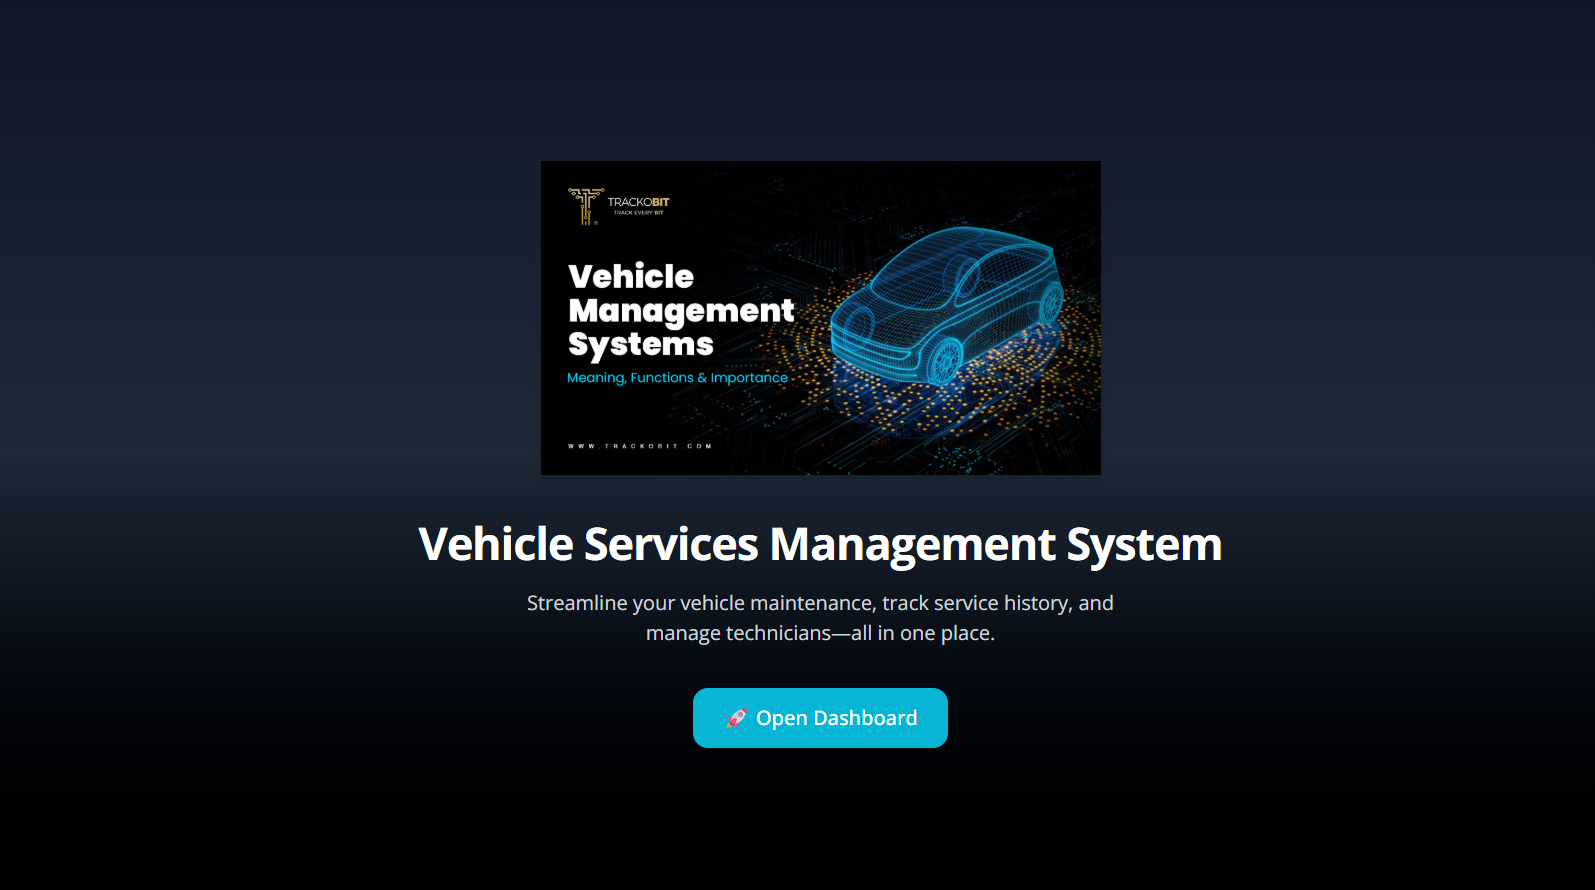 TRACKOBIT
TRACK EVERY BIT
Vehicle
Management
Systems
Meaning, Functions & Importance
WWW.TRACKOBIT.COM
Vehicle Services Management System
Streamline your vehicle maintenance, track service history, and
manage technicians—all in one place.
🚀 Open Dashboard